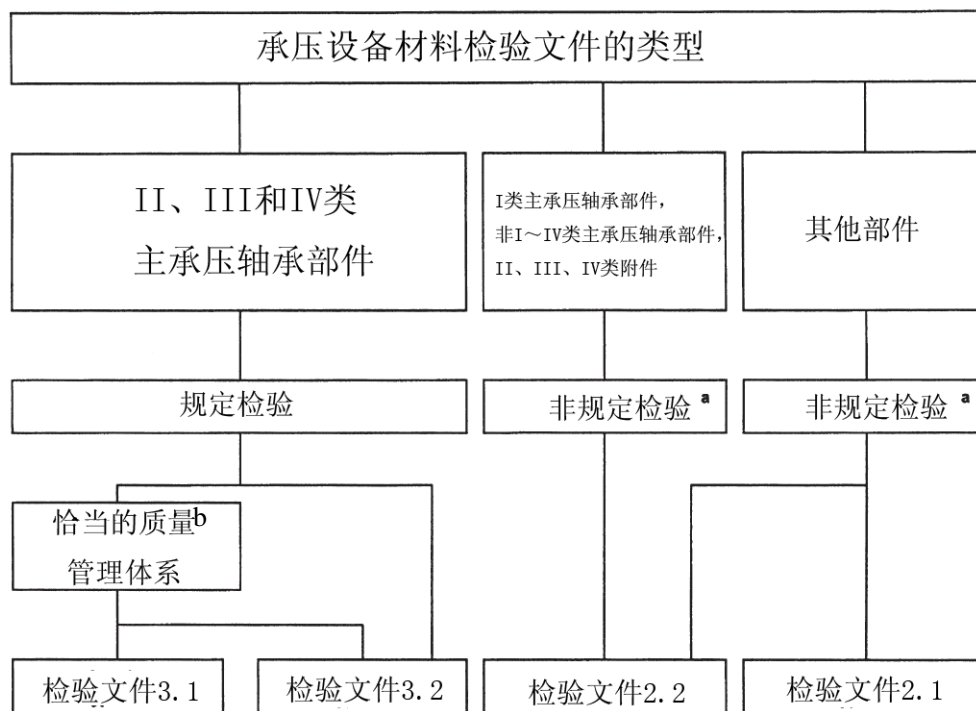 承压设备材料检验文件的类型
II、III和IV类
主承压轴承部件
I类主承压轴承部件，
非I～IV类主承压轴承部件，
II、III、IV类附件
其他部件
规定检验
非规定检验 a
非规定检验 a
恰当的质量b
管理体系
检验文件3.1
检验文件3.2
检验文件2.2
检验文件2.1